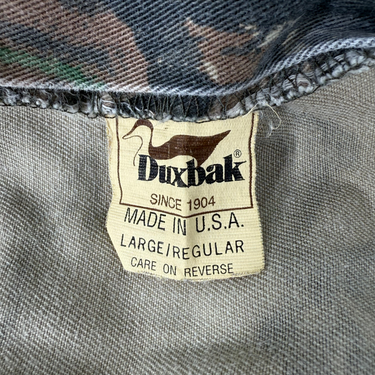 Duxbak®
SINCE 1904
MADE IN U.S.A.
LARGE/REGULAR
CARE ON REVERSE